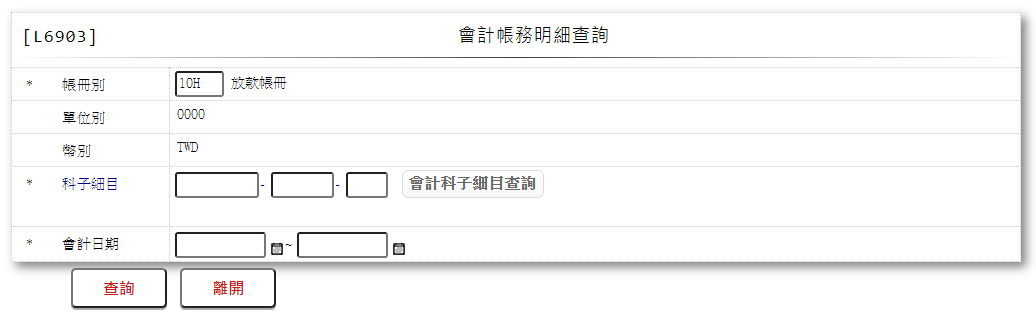 [L6903] 會計帳務明細查詢
* 帳冊別 10H 放款帳冊
單位別 0000
幣別 TWD
* 科子細目 - - 會計科子細目查詢
* 會計日期 ~
查詢 離開